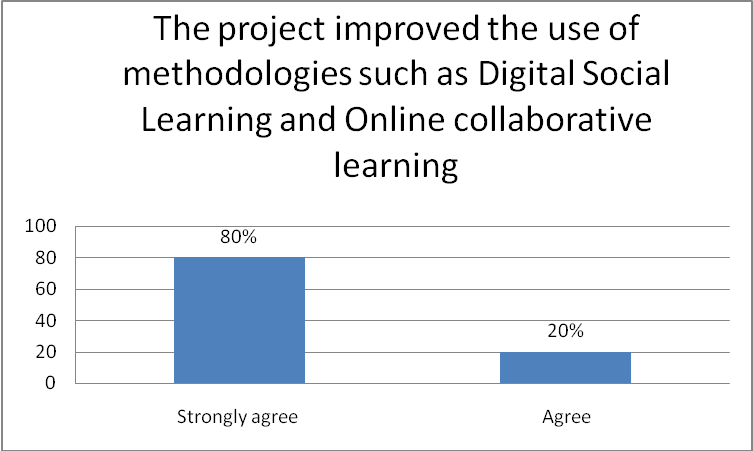 The project improved the use of
methodologies such as Digital Social
Learning and Online collaborative
learning
100
80
60
40
20
0
80%
20%
Strongly agree
Agree